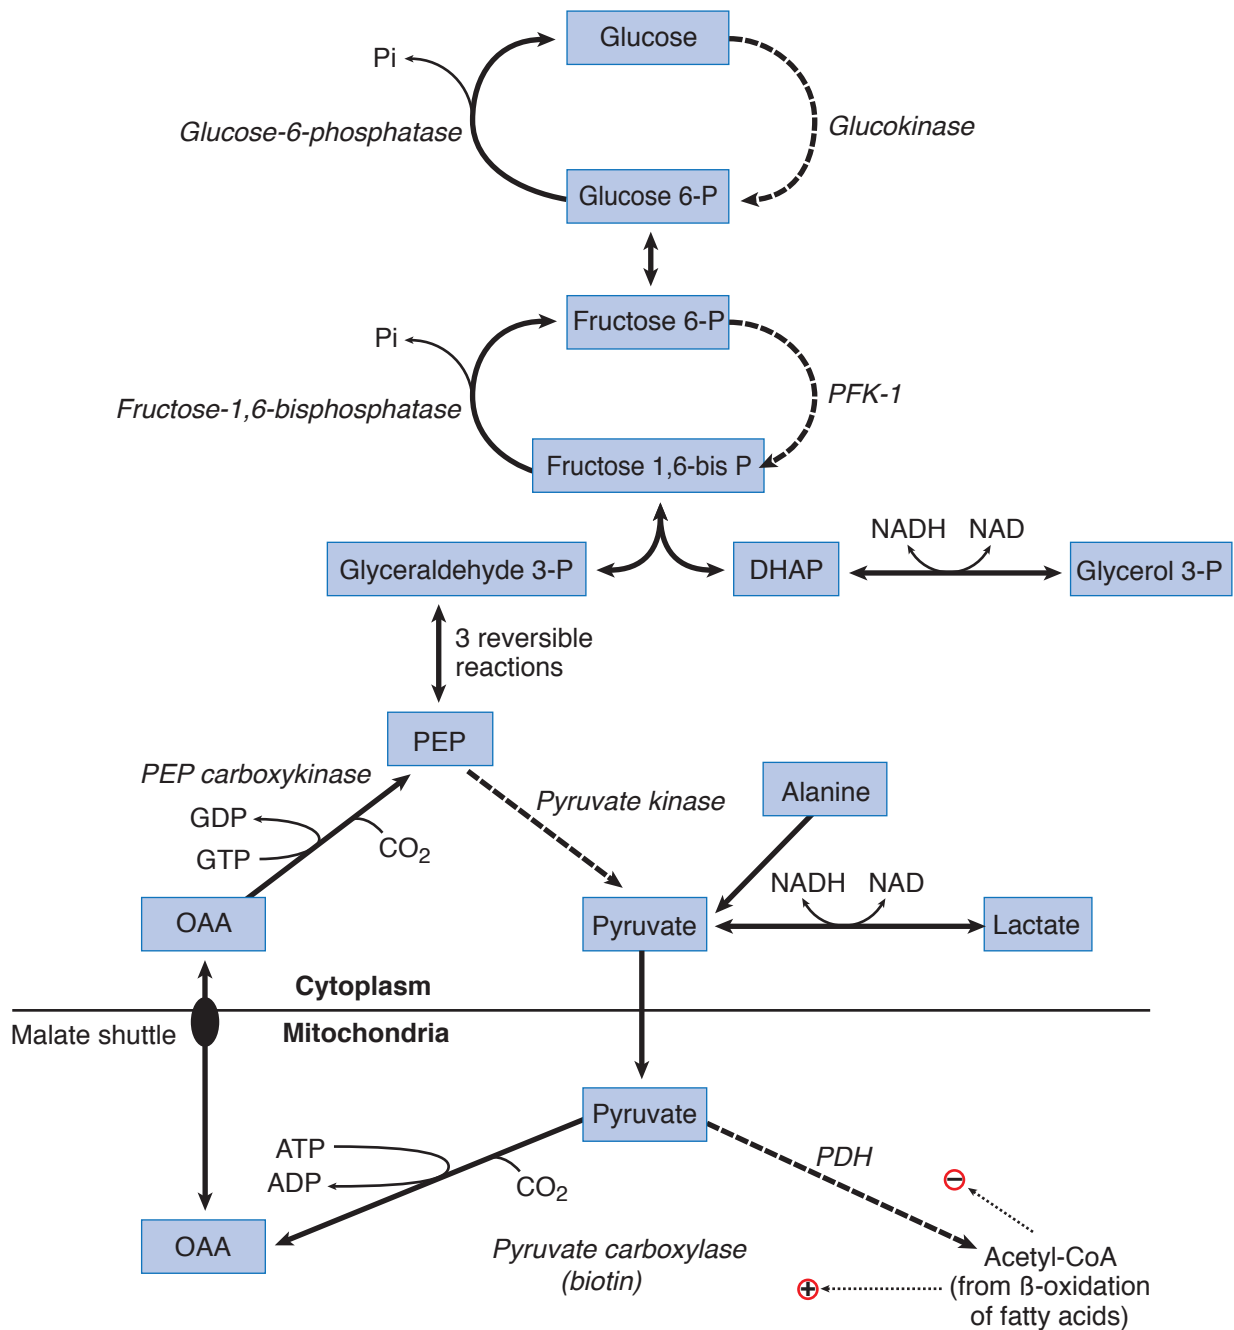 Glucose
Pi
Glucose-6-phosphatase
Glucokinase
Glucose 6-P
Fructose 6-P
Pi
Fructose-1,6-bisphosphatase
PFK-1
Fructose 1,6-bis P
Glyceraldehyde 3-P
DHAP
NADH
NAD
Glycerol 3-P
3 reversible
reactions
PEP
PEP carboxykinase
GDP
GTP
CO2
Pyruvate kinase
Alanine
OAA
Pyruvate
NADH
NAD
Lactate
Cytoplasm
Malate shuttle
Mitochondria
Pyruvate
ATP
ADP
CO2
PDH
−
OAA
Pyruvate carboxylase
(biotin)
+
Acetyl-CoA
(from ß-oxidation
of fatty acids)